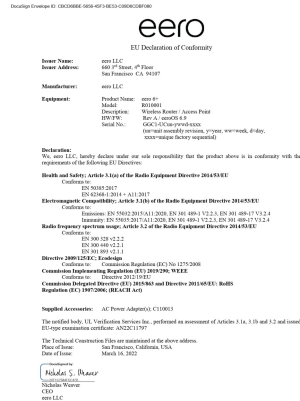 DocuSign Envelope ID: CBCD6BBE-5850-45F3-BE53-C08D8CDBF080
eero
EU Declaration of Conformity
Issuer Name: eero LLC
Issuer Address: 660 3rd Street, 4th Floor
San Francisco CA 94107
Manufacturer: eero LLC
Equipment: Product Name: eero 6+
Model: R010001
Description: Wireless Router / Access Point
HW/FW: Rev A / eeroOS 6.9
Serial No.:
(nn=unit assembly revision, y=year, ww=week, d=day,
xxxx=unique factory sequential)
Declaration:
We, eero LLC, hereby declare under our sole responsibility that the product above is in conformity with the
requirements of the following EU Directives:
Health and Safety; Article 3.1(a) of the Radio Equipment Directive 2014/53/EU
Conforms to:
EN 50385:2017
EN 62368-1:2014 + A11:2017
Electromagnetic Compatibility; Article 3.1(b) of the Radio Equipment Directive 2014/53/EU
Conforms to:
Emissions: EN 55032:2015/A11:2020, EN 301 489-1 V2.2.3, EN 301 489-17 V3.2.4
Immunity: EN 55035:2017/A11:2020, EN 301 489-1 V2.2.3, EN 301 489-17 V3.2.4
Radio frequency spectrum usage; Article 3.2 of the Radio Equipment Directive 2014/53/EU
Conforms to:
EN 300 328 v2.2.2
EN 300 440 v2.2.1
EN 301 893 v2.1.1
Directive 2009/125/EC; Ecodesign
Conforms to: Commission Regulation (EC) No 1275/2008
Commission Implementing Regulation (EU) 2019/290; WEEE
Conforms to: Directive 2012/19/EU
Commission Delegated Directive (EU) 2015/863 and Directive 2011/65/EU; RoHS
Regulation (EC) 1907/2006; (REACH Act)
Supplied Accessories: AC Power Adapter(s); C110013
The notified body, UL Verification Services Inc., performed an assessment of Articles 3.1a, 3.1b and 3.2 and issued
EU-type examination certificate: AN22C11797
The Technical Construction Files are maintained at the above address.
Place of Issue: San Francisco, California, USA
Date of Issue: March 16, 2022
DocuSigned by:
Nicholas S. Weaver
Nicholas Weaver
CEO
eero LLC